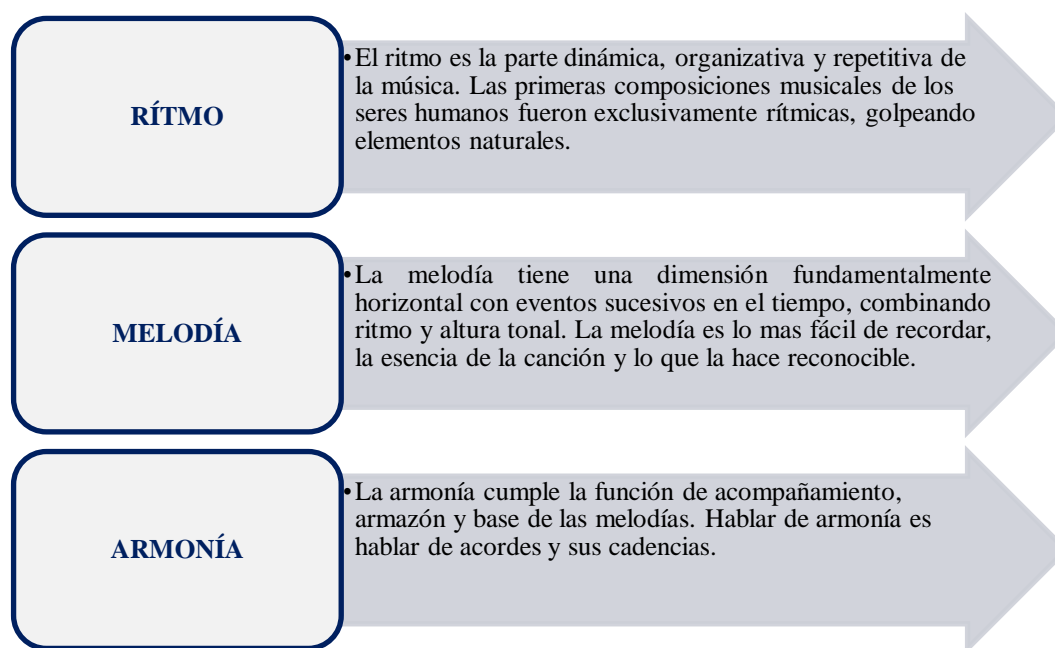 RÍTMO
•El ritmo es la parte dinámica, organizativa y repetitiva de
la música. Las primeras composiciones musicales de los
seres humanos fueron exclusivamente rítmicas, golpeando
elementos naturales.
MELODÍA
•La melodía tiene una dimensión fundamentalmente
horizontal con eventos sucesivos en el tiempo, combinando
ritmo y altura tonal. La melodía es lo mas fácil de recordar,
la esencia de la canción y lo que la hace reconocible.
ARMONÍA
•La armonía cumple la función de acompañamiento,
armazón y base de las melodías. Hablar de armonía es
hablar de acordes y sus cadencias.